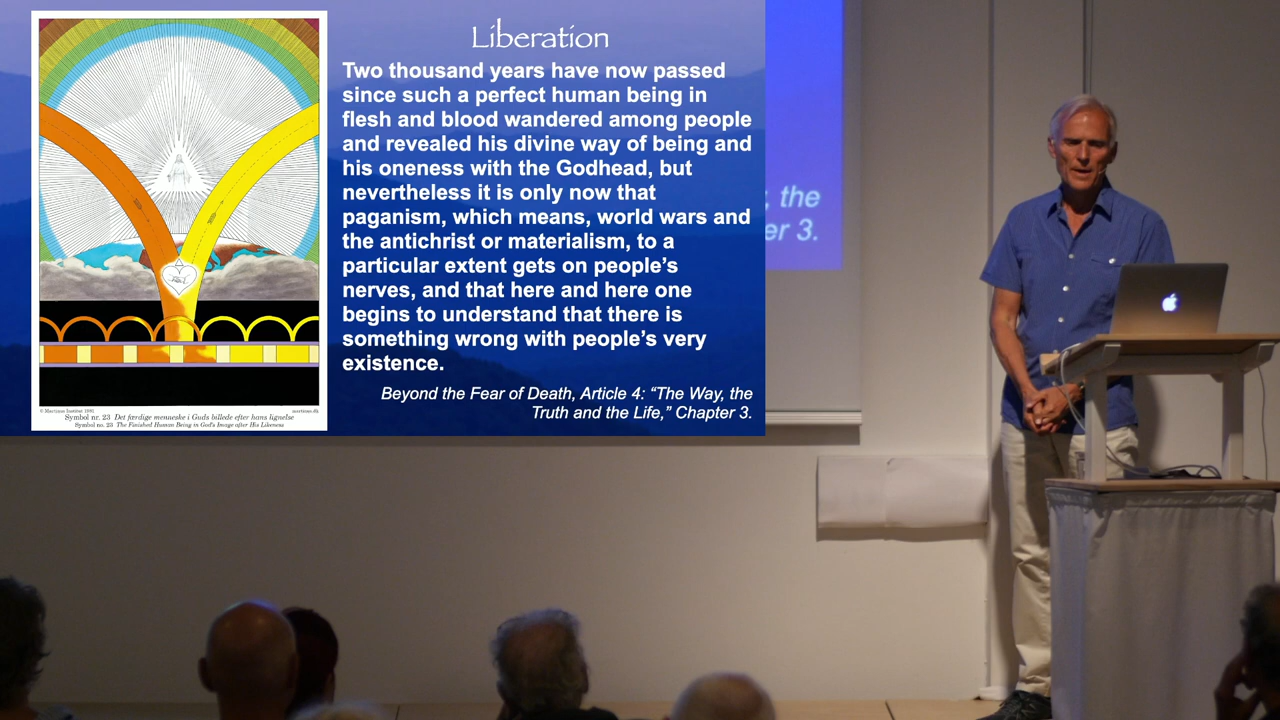 Liberation
Two thousand years have now passed
since such a perfect human being in
flesh and blood wandered among people
and revealed his divine way of being and
his oneness with the Godhead, but
nevertheless it is only now that
paganism, which means, world wars and
the antichrist or materialism, to a
particular extent gets on people’s
nerves, and that here and here one
begins to understand that there is
something wrong with people’s very
existence.
Beyond the Fear of Death, Article 4: “The Way, the
Truth and the Life,” Chapter 3.
© Martinus Institut 1981 martinus.dk
Symbol nr. 23 Det færdige menneske i Guds billede efter hans lignelse
Symbol no. 23 The Finished Human Being in God's Image after His Likeness
, the
er 3.